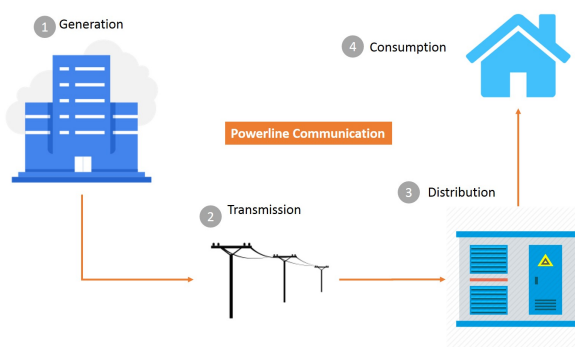 1 Generation
4 Consumption
Powerline Communication
2 Transmission
3 Distribution